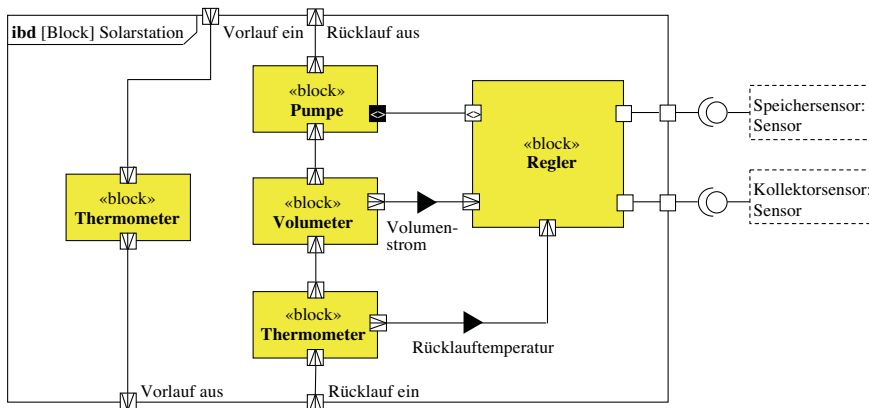 ibd [Block] Solarstation
Vorlauf ein
Rücklauf aus
«block»
Pumpe
«block»
Regler
Speichersensor:
Sensor
«block»
Thermometer
«block»
Volumeter
Volumen-
strom
Kollektorsensor:
Sensor
«block»
Thermometer
Rücklauftemperatur
Vorlauf aus
Rücklauf ein